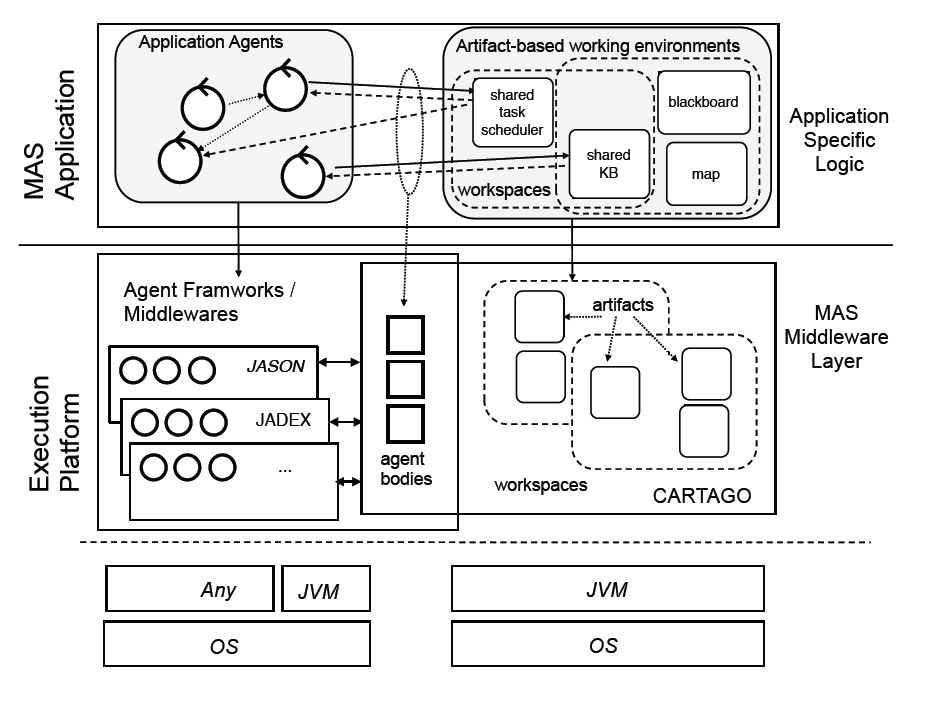 Application Agents
Artifact-based working environments
MAS
Application
shared
task
scheduler
blackboard
shared
KB
map
workspaces
Application
Specific
Logic
Agent Framworks /
Middlewares
artifacts
MAS
Middleware
Layer
JASON
JADEX
...
agent
bodies
workspaces
CARTAGO
Execution
Platform
Any
JVM
JVM
OS
OS